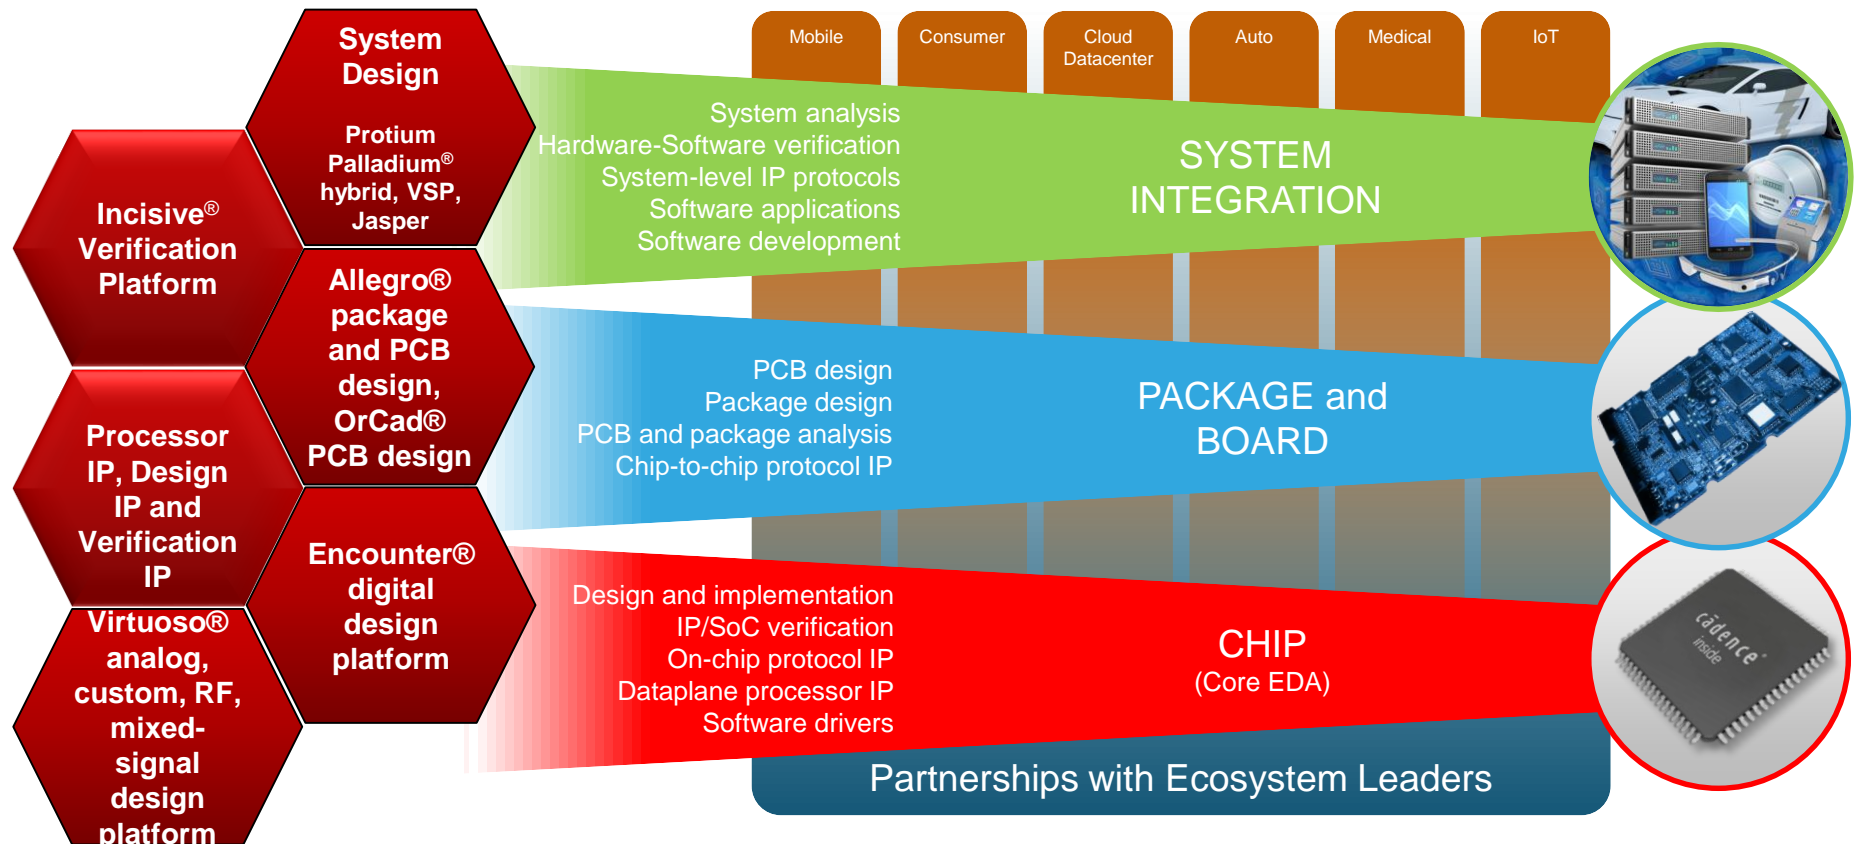 System
Design
Protium
Palladium®
hybrid, VSP,
Jasper
Incisive®
Verification
Platform
Allegro®
package
and PCB
design,
OrCad®
PCB design
Processor
IP, Design
IP and
Verification
IP
Encounter®
digital
design
platform
Virtuoso®
analog,
custom, RF,
mixed-
signal
design
platform
Mobile
Consumer
Cloud
Datacenter
Auto
Medical
IoT
System analysis
Hardware-Software verification
System-level IP protocols
Software applications
Software development
SYSTEM
INTEGRATION
PCB design
Package design
PCB and package analysis
Chip-to-chip protocol IP
PACKAGE and
BOARD
Design and implementation
IP/SoC verification
On-chip protocol IP
Dataplane processor IP
Software drivers
CHIP
(Core EDA)
cādence®
inside
Partnerships with Ecosystem Leaders